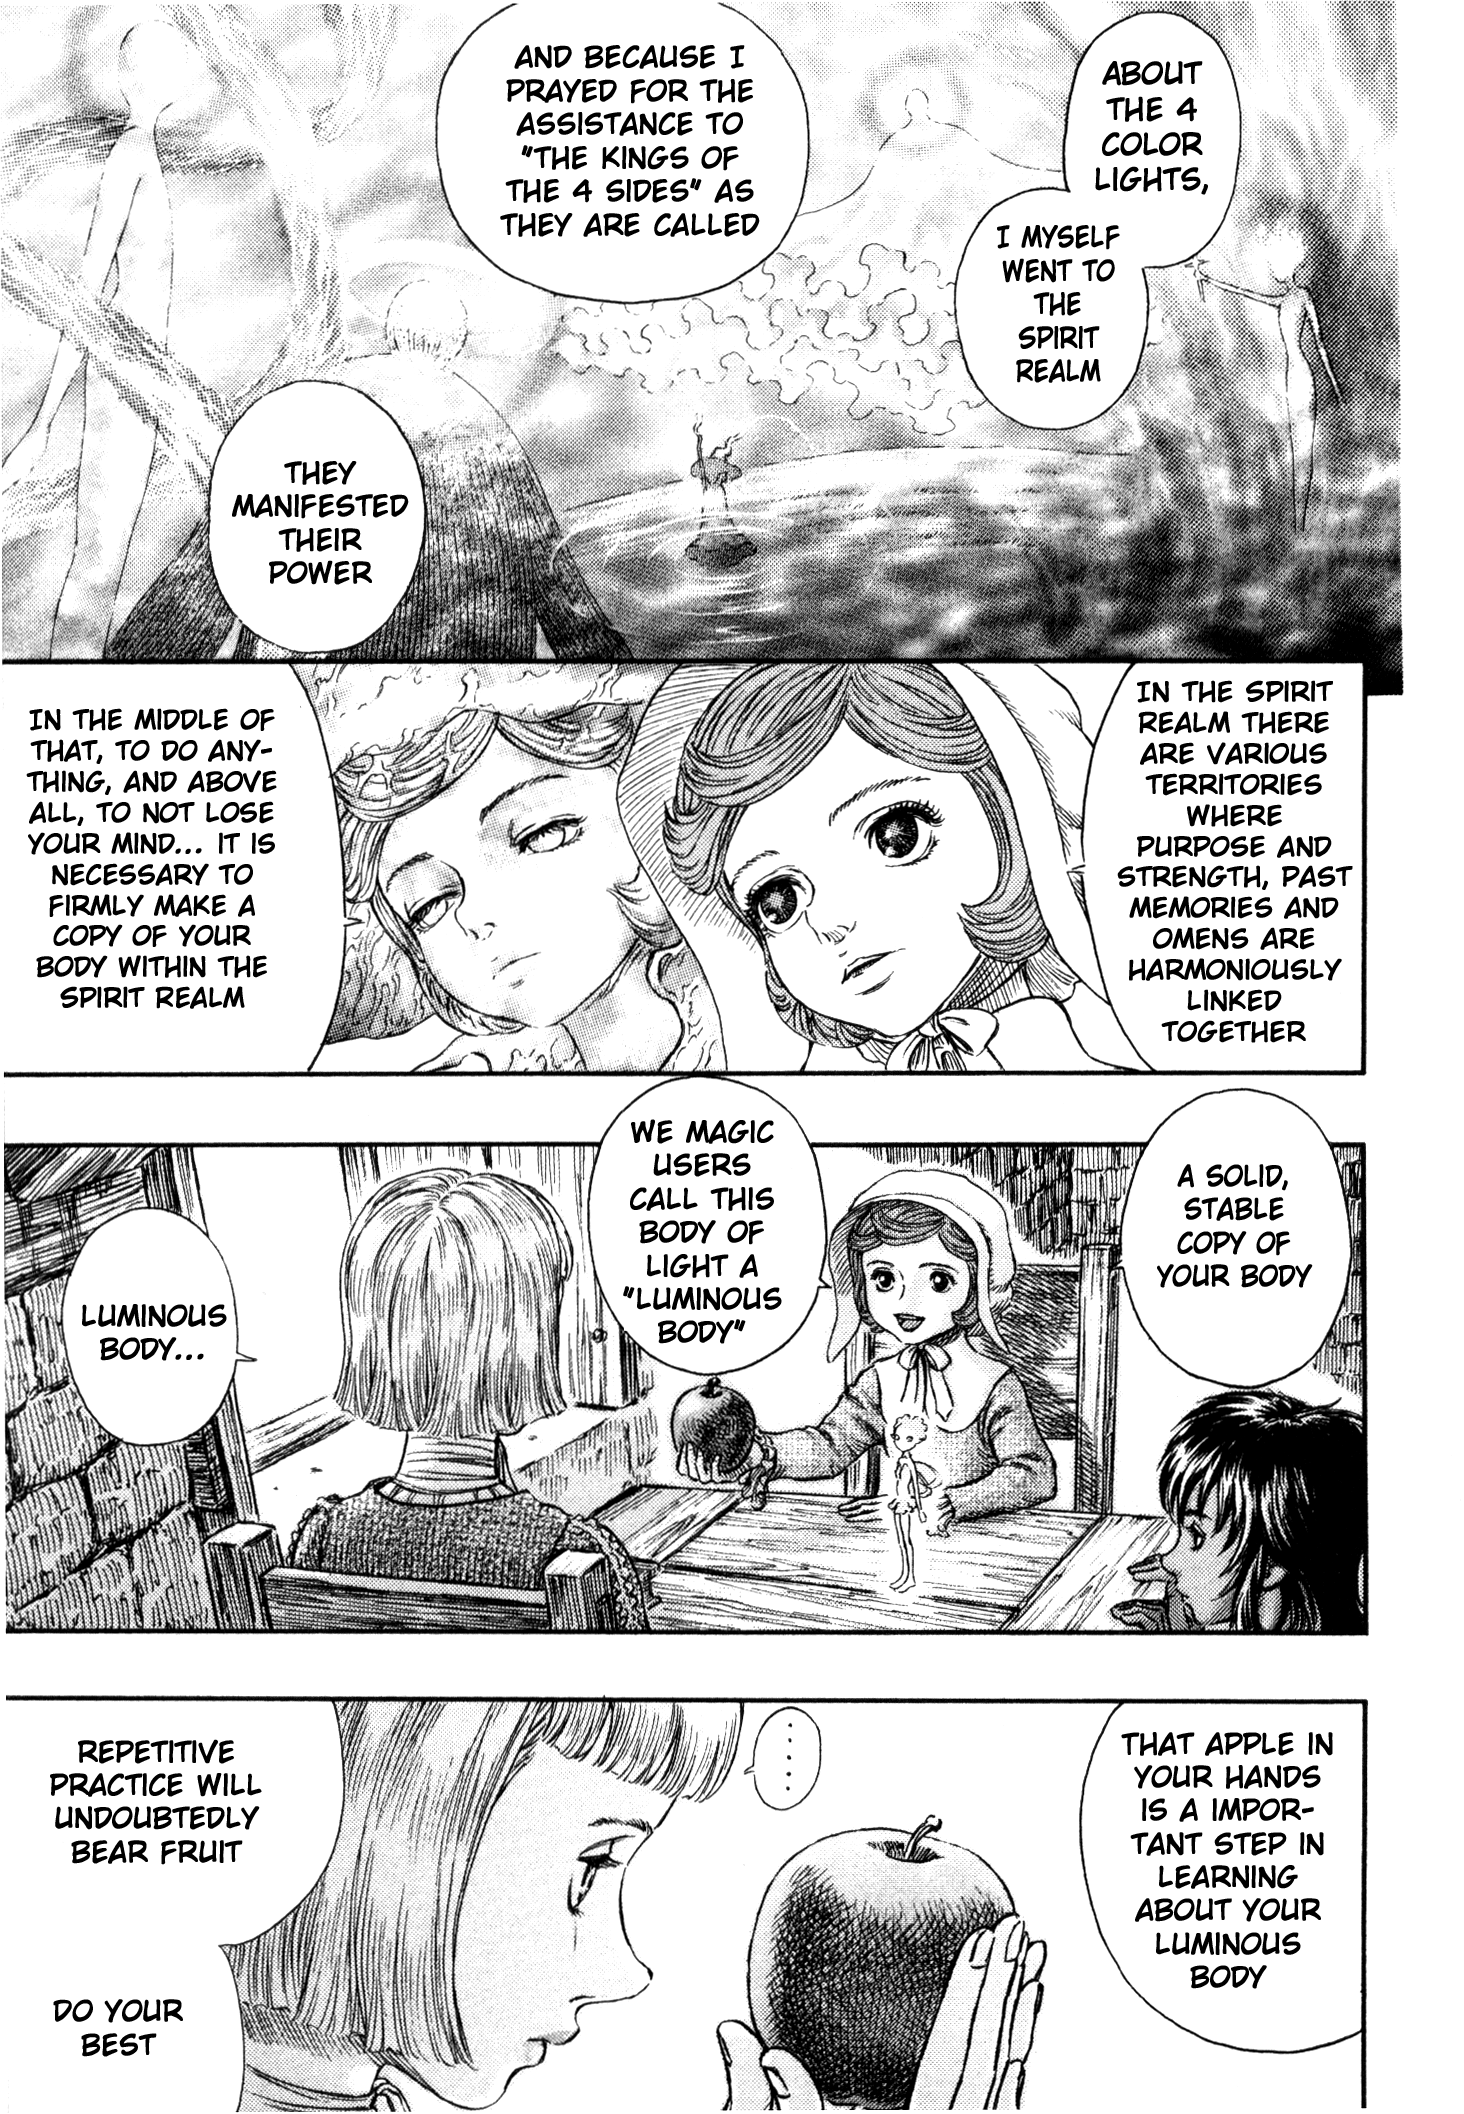 ABOUT
THE 4
COLOR
LIGHTS,
I MYSELF
WENT TO
THE
SPIRIT
REALM
AND BECAUSE I
PRAYED FOR THE
ASSISTANCE TO
"THE KINGS OF
THE 4 SIDES" AS
THEY ARE CALLED
THEY
MANIFESTED
THEIR
POWER
IN THE SPIRIT
REALM THERE
ARE VARIOUS
TERRITORIES
WHERE
PURPOSE AND
STRENGTH, PAST
MEMORIES AND
OMENS ARE
HARMONIOUSLY
LINKED
TOGETHER
IN THE MIDDLE OF
THAT, TO DO ANY-
THING, AND ABOVE
ALL, TO NOT LOSE
YOUR MIND... IT IS
NECESSARY TO
FIRMLY MAKE A
COPY OF YOUR
BODY WITHIN THE
SPIRIT REALM
A SOLID,
STABLE
COPY OF
YOUR BODY
WE MAGIC
USERS
CALL THIS
BODY OF
LIGHT A
"LUMINOUS
BODY"
LUMINOUS
BODY...
THAT APPLE IN
YOUR HANDS
IS A IMPOR-
TANT STEP IN
LEARNING
ABOUT YOUR
LUMINOUS
BODY
.....
REPETITIVE
PRACTICE WILL
UNDOUBTEDLY
BEAR FRUIT
DO YOUR
BEST